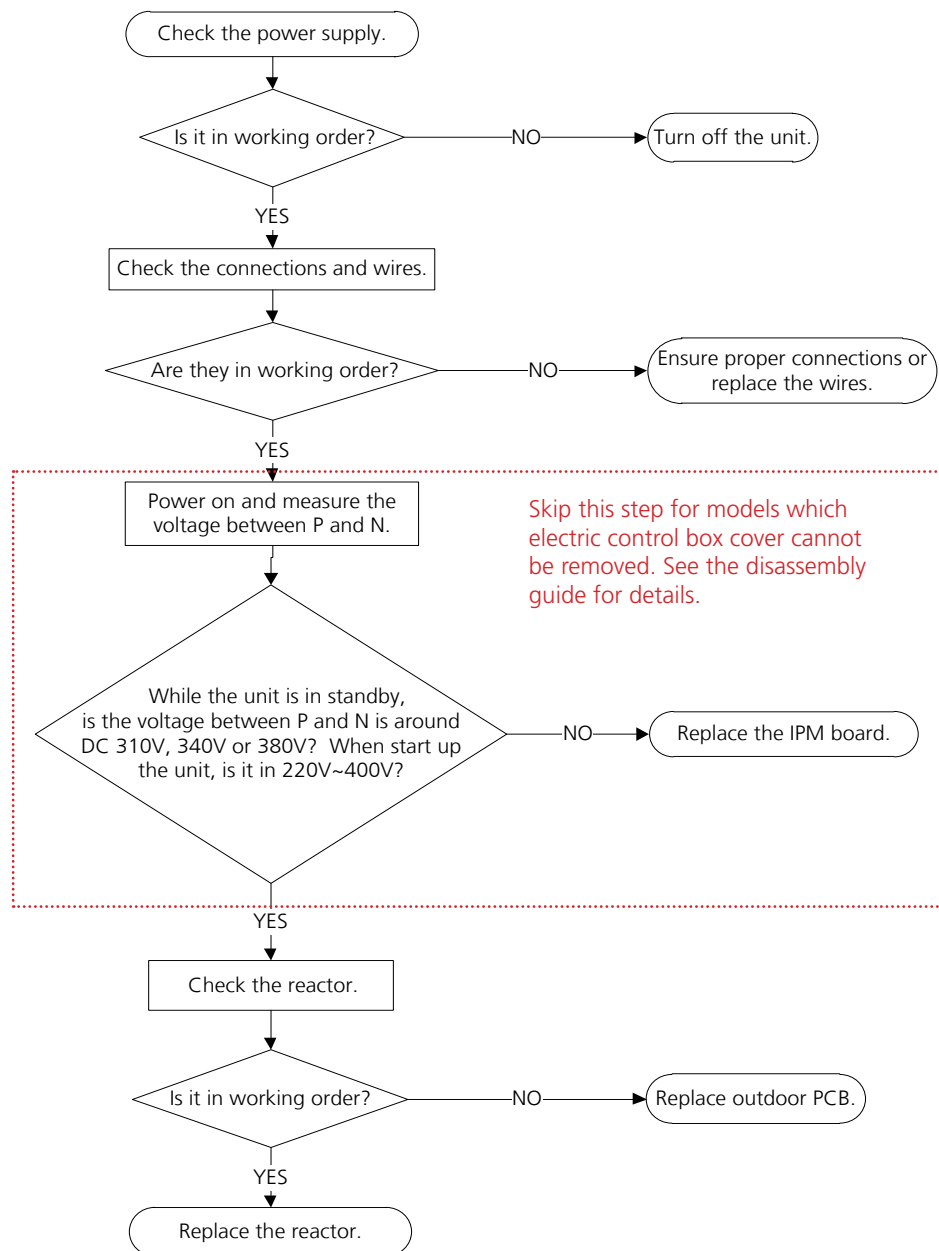 Check the power supply.
Is it in working order?
NO
Turn off the unit.
YES
Check the connections and wires.
Are they in working order?
NO
Ensure proper connections or
replace the wires.
YES
Power on and measure the
voltage between P and N.
Skip this step for models which
electric control box cover cannot
be removed. See the disassembly
guide for details.
While the unit is in standby,
is the voltage between P and N is around
DC 310V, 340V or 380V?  When start up
the unit, is it in 220V~400V?
NO
Replace the IPM board.
YES
Check the reactor.
Is it in working order?
NO
Replace outdoor PCB.
YES
Replace the reactor.